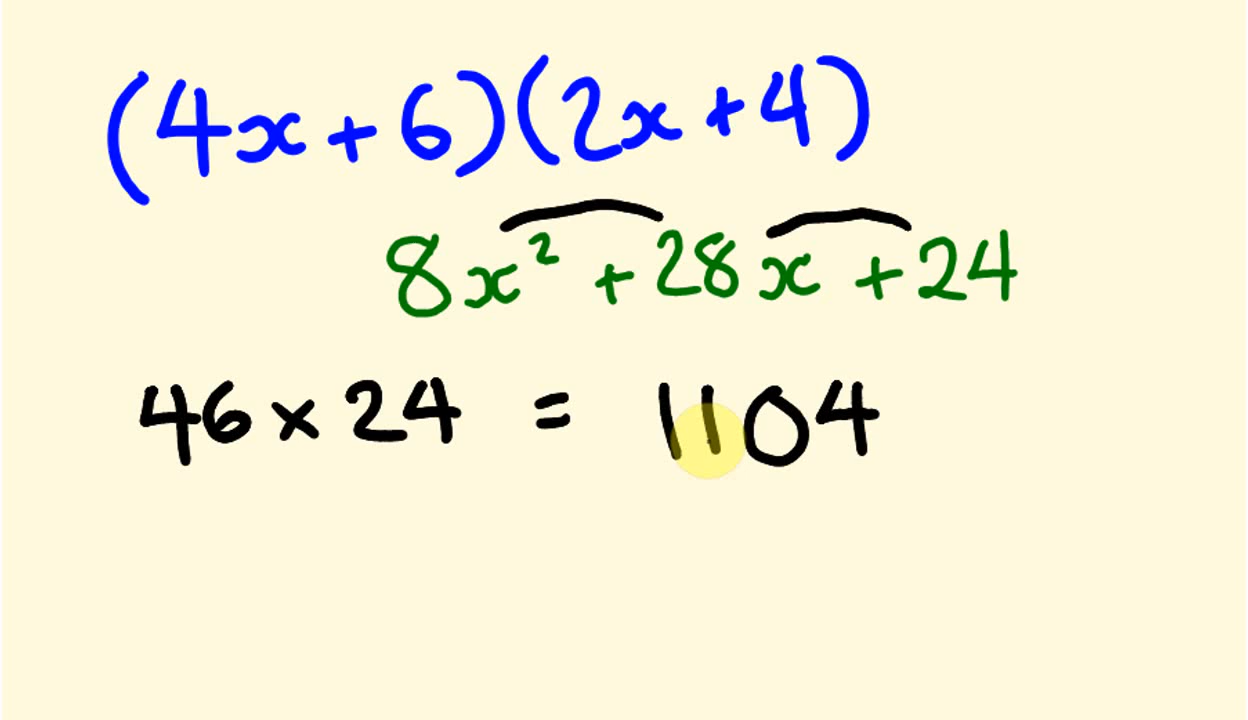 (4x+6)(2x+4)
8x² +28x +24
46 x 24 = 1104